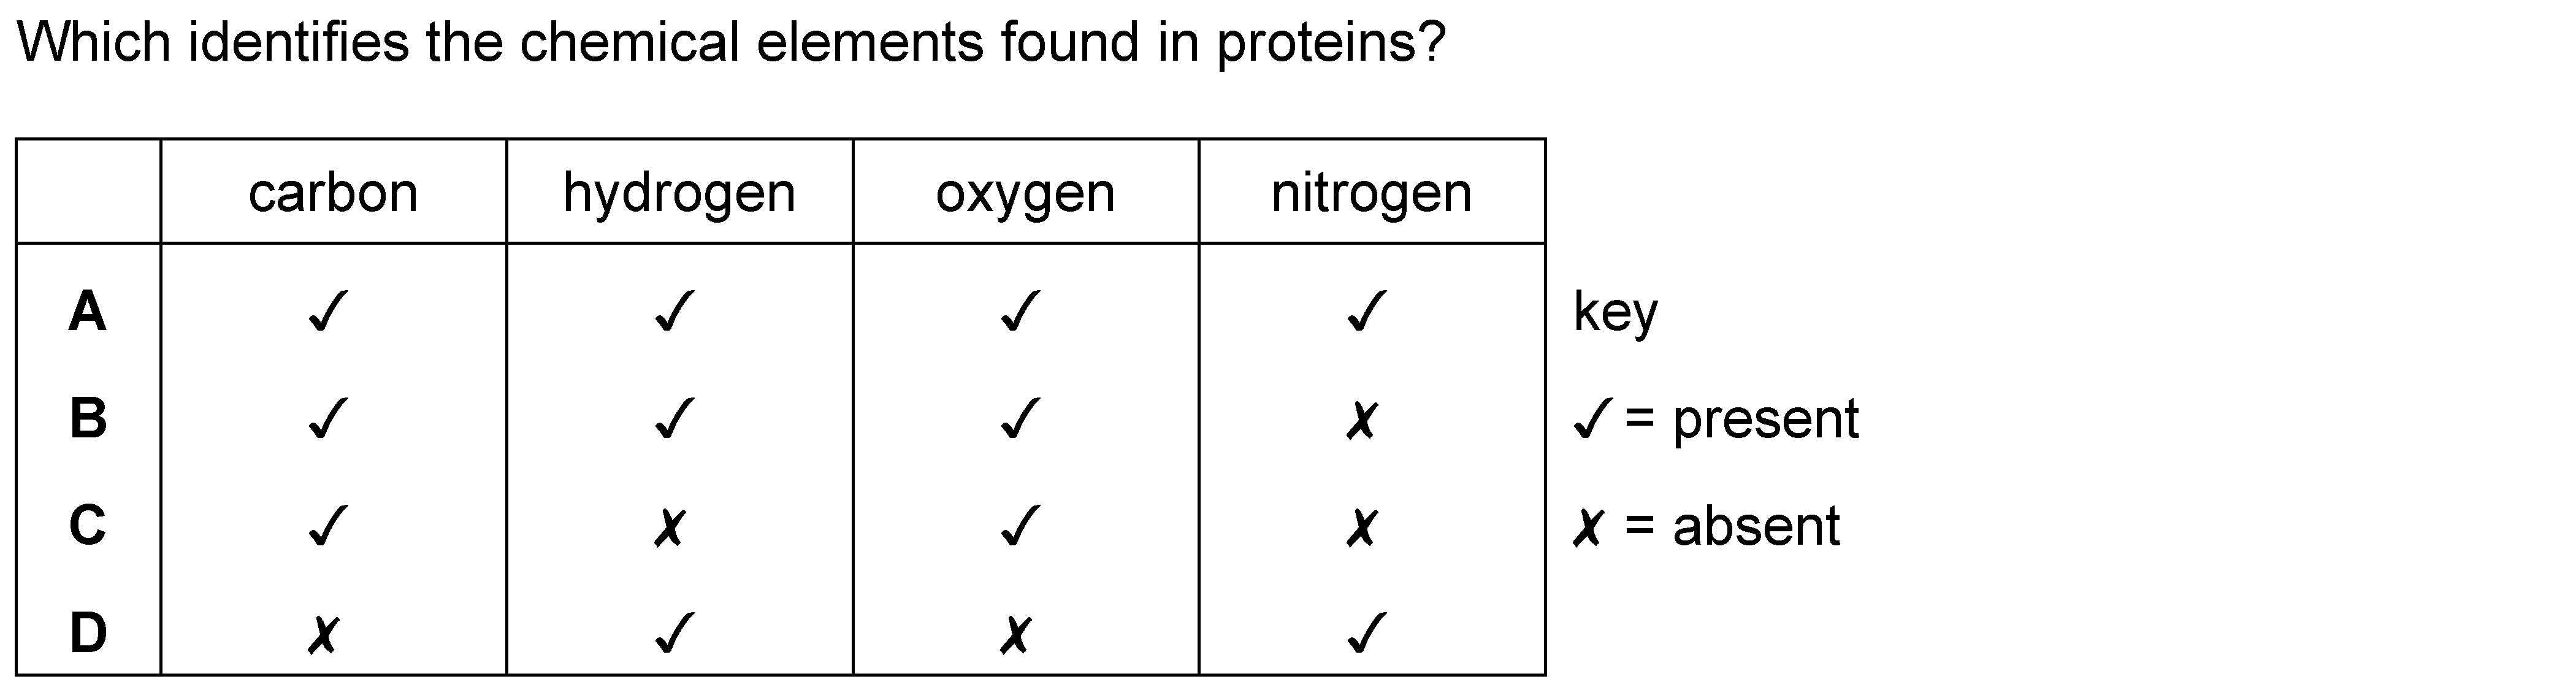 Which identifies the chemical elements found in proteins?
carbon hydrogen oxygen nitrogen
A ✓ ✓ ✓ ✓ key
B ✓ ✓ ✓ ✗ ✓ = present
C ✓ ✗ ✓ ✗ ✗ = absent
D ✗ ✓ ✗ ✓